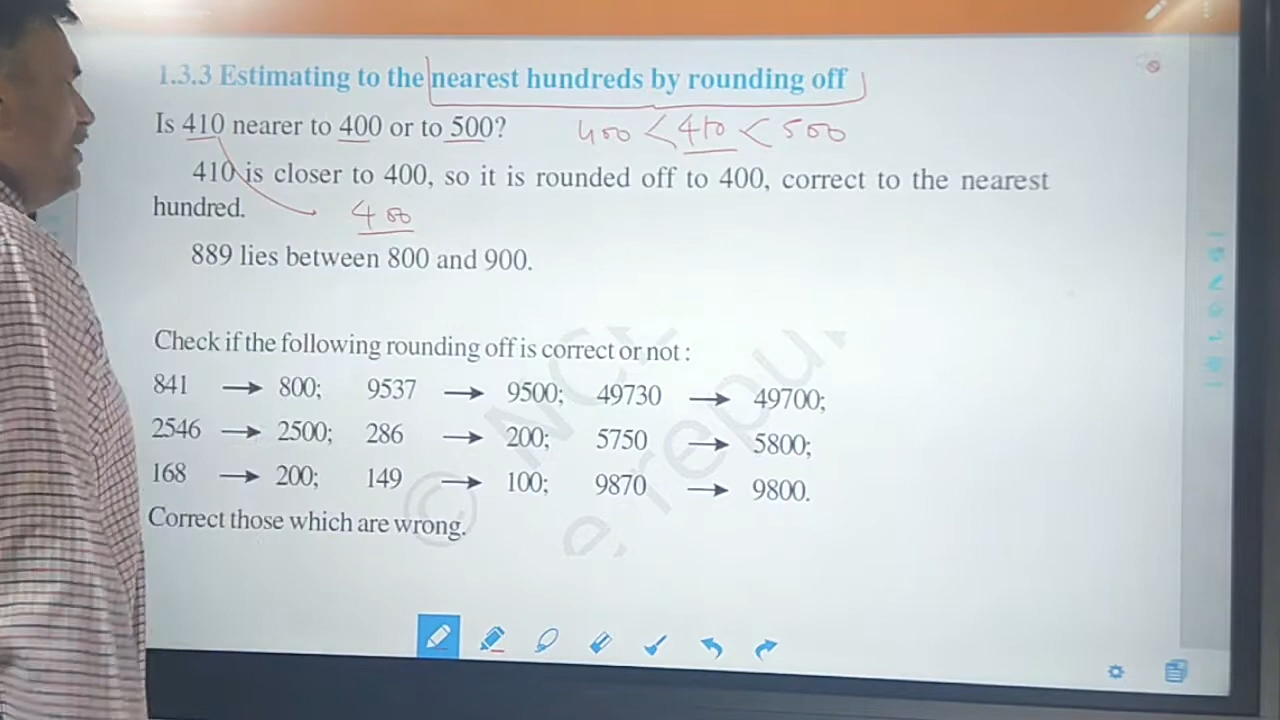 1.3.3 Estimating to the nearest hundreds by rounding off
Is 410 nearer to 400 or to 500? 400 < 410 < 500
410 is closer to 400, so it is rounded off to 400, correct to the nearest
hundred. 400
889 lies between 800 and 900.
Check if the following rounding off is correct or not :
841 → 800; 9537 → 9500; 49730 → 49700;
2546 → 2500; 286 → 200; 5750 → 5800;
168 → 200; 149 → 100; 9870 → 9800.
Correct those which are wrong.